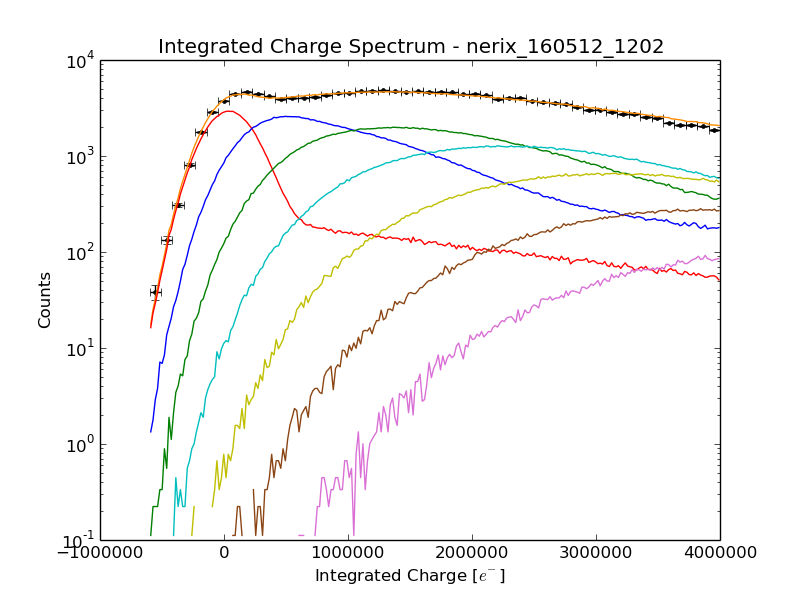 Integrated Charge Spectrum - nerix_160512_1202
10^4
10^3
10^2
10^1
10^0
10^-1
Counts
−1000000 0 1000000 2000000 3000000 4000000
Integrated Charge [e^−]